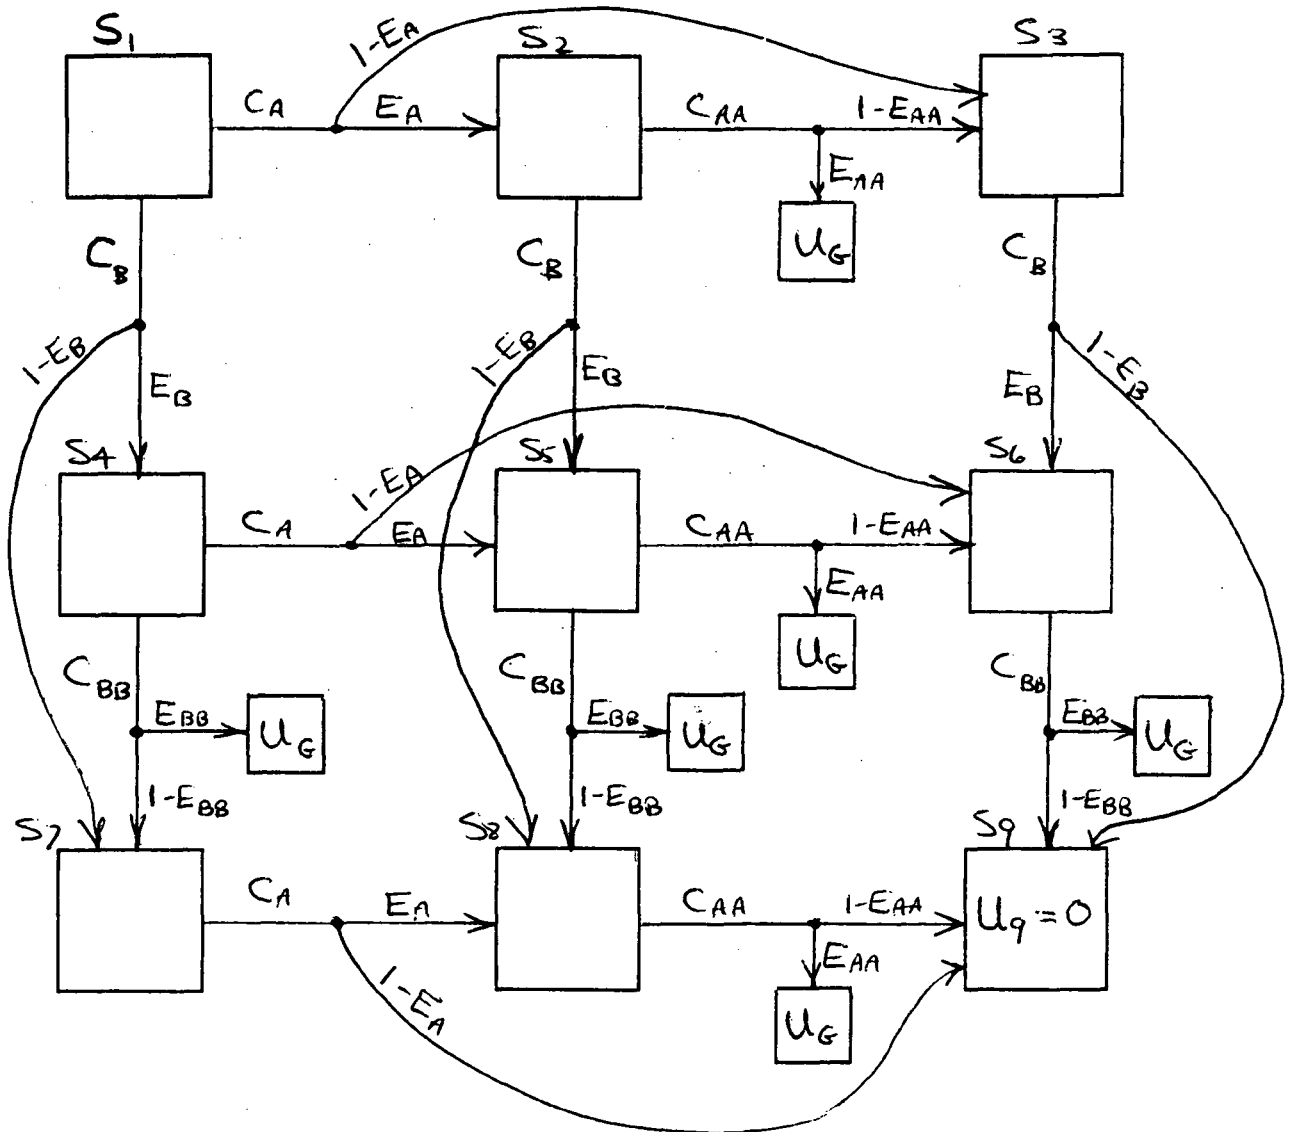 S1
1-EA
S2
S3
CA
EA
CAA
1-EAA
EAA
UG
CB
CB
CB
1-EB
EB
1-EB
EB
1-EB
EB
S4
S5
S6
1-EA
CA
EA
CAA
1-EAA
EAA
UG
CBB
CBB
CBB
EBB
UG
EBB
UG
EBB
UG
1-EBB
1-EBB
1-EBB
S7
S8
S9
CA
EA
CAA
1-EAA
U9=0
EAA
1-EA
UG